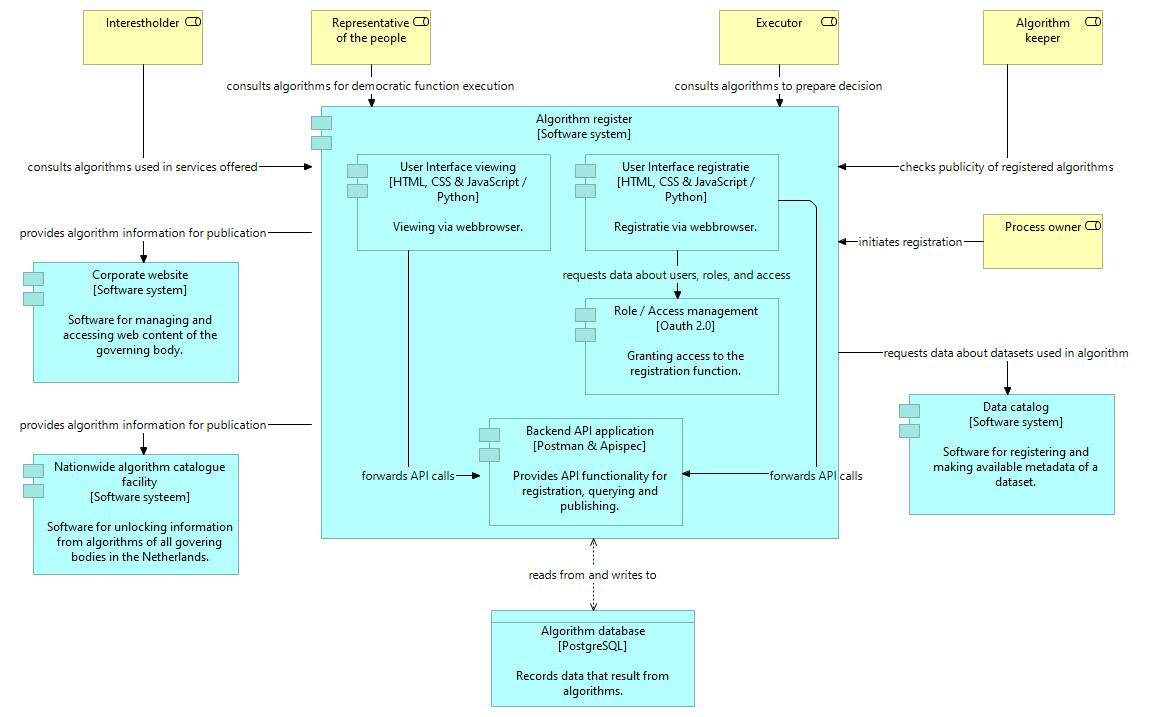 Interestholder
Representative
of the people
Executor
Algorithm
keeper
consults algorithms for democratic function execution
consults algorithms to prepare decision
Algorithm register
[Software system]
consults algorithms used in services offered
checks publicity of registered algorithms
User Interface viewing
[HTML, CSS & JavaScript /
Python]
Viewing via webbrowser.
User Interface registratie
[HTML, CSS & JavaScript /
Python]
Registratie via webbrowser.
Process owner
initiates registration
provides algorithm information for publication
Corporate website
[Software system]
Software for managing and
accessing web content of the
governing body.
requests data about users, roles, and access
Role / Access management
[Oauth 2.0]
Granting access to the
registration function.
requests data about datasets used in algorithm
Data catalog
[Software system]
Software for registering and
making available metadata of a
dataset.
provides algorithm information for publication
Nationwide algorithm catalogue
facility
[Software systeem]
Software for unlocking information
from algorithms of all govering
bodies in the Netherlands.
Backend API application
[Postman & Apispec]
Provides API functionality for
registration, querying and
publishing.
forwards API calls
forwards API calls
reads from and writes to
Algorithm database
[PostgreSQL]
Records data that result from
algorithms.